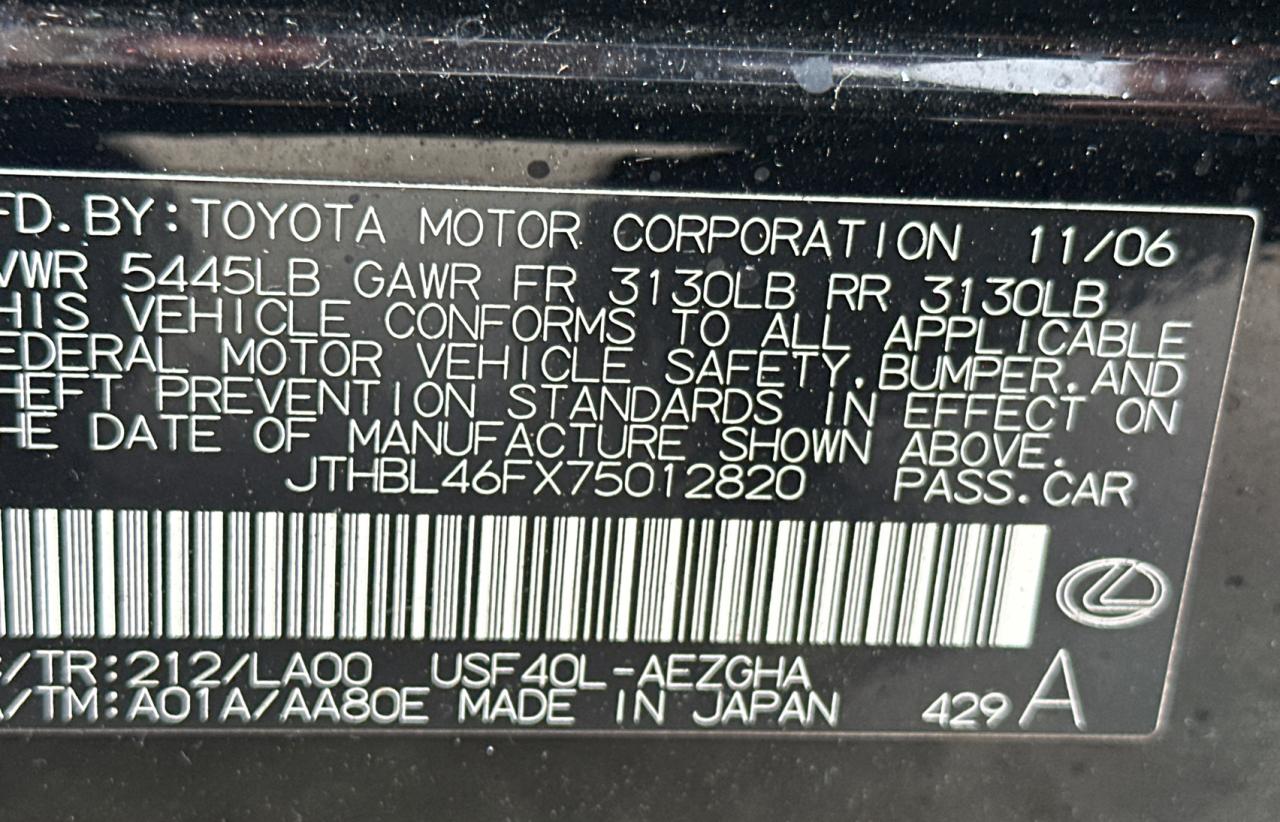 FD. BY: TOYOTA MOTOR CORPORATION 11/06
VWR 5445LB GAWR FR 3130LB RR 3130LB
HIS VEHICLE CONFORMS TO ALL APPLICABLE
EDERAL MOTOR VEHICLE SAFETY, BUMPER, AND
HEFT PREVENTION STANDARDS IN EFFECT ON
HE DATE OF MANUFACTURE SHOWN ABOVE.
JTHBL46FX75012820 PASS. CAR
/TR: 212/LA00 USF40L-AEZGHA
/TM: A01A/AA80E MADE IN JAPAN 429 A